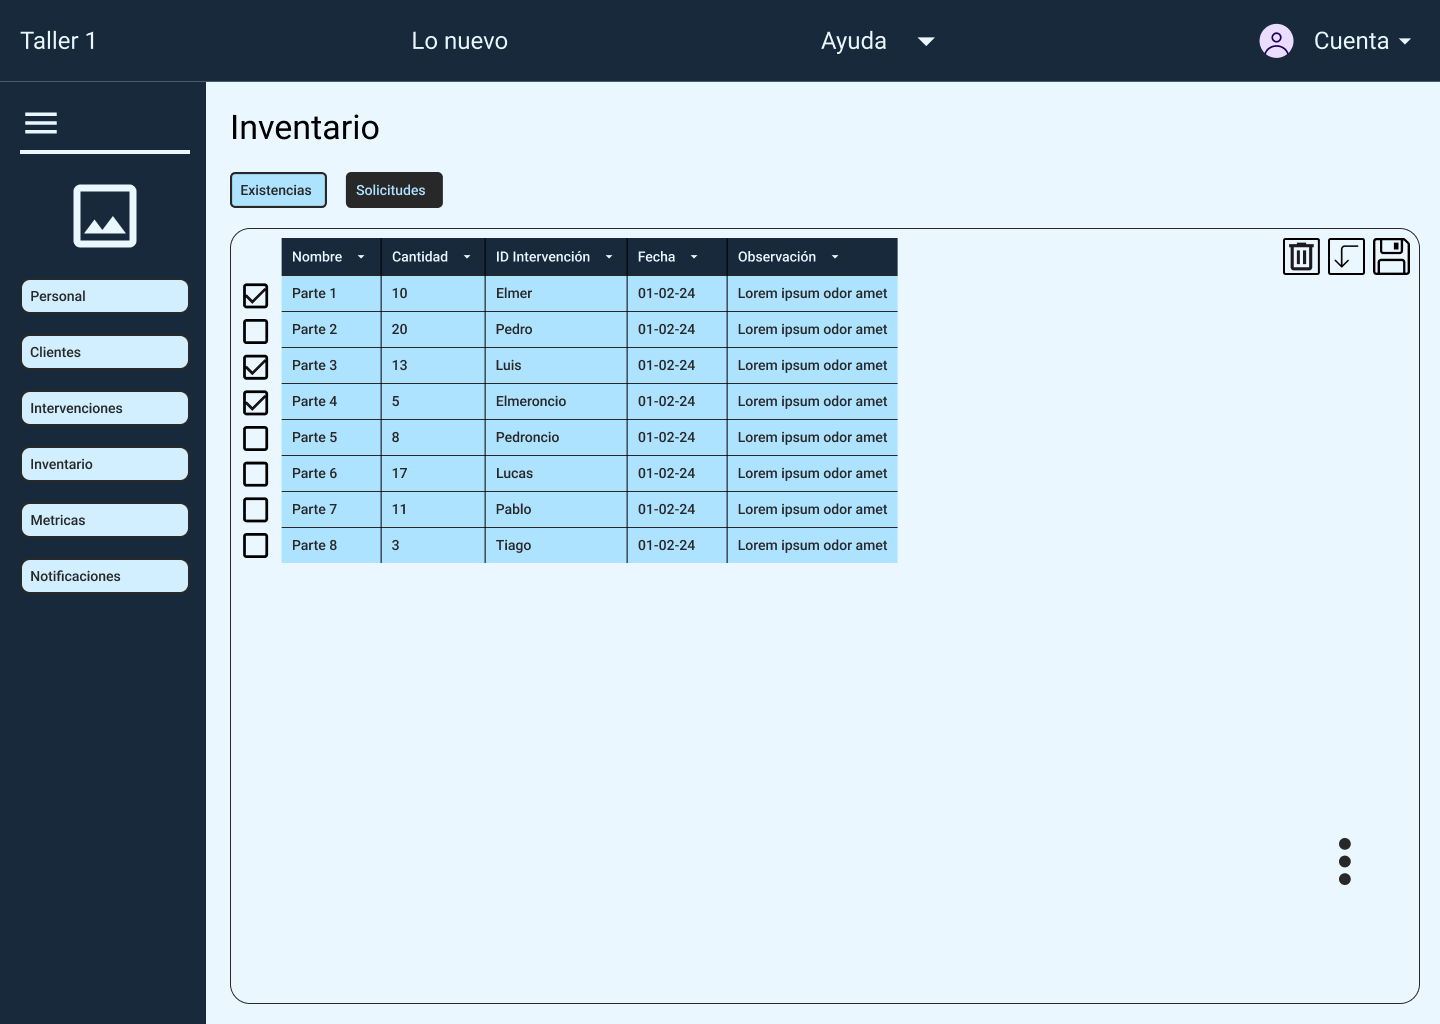 Taller 1 Lo nuevo Ayuda Cuenta
Inventario
Existencias Solicitudes
Personal
Clientes
Intervenciones
Inventario
Metricas
Notificaciones
Nombre Cantidad ID Intervención Fecha Observación
Parte 1 10 Elmer 01-02-24 Lorem ipsum odor amet
Parte 2 20 Pedro 01-02-24 Lorem ipsum odor amet
Parte 3 13 Luis 01-02-24 Lorem ipsum odor amet
Parte 4 5 Elmeroncio 01-02-24 Lorem ipsum odor amet
Parte 5 8 Pedroncio 01-02-24 Lorem ipsum odor amet
Parte 6 17 Lucas 01-02-24 Lorem ipsum odor amet
Parte 7 11 Pablo 01-02-24 Lorem ipsum odor amet
Parte 8 3 Tiago 01-02-24 Lorem ipsum odor amet